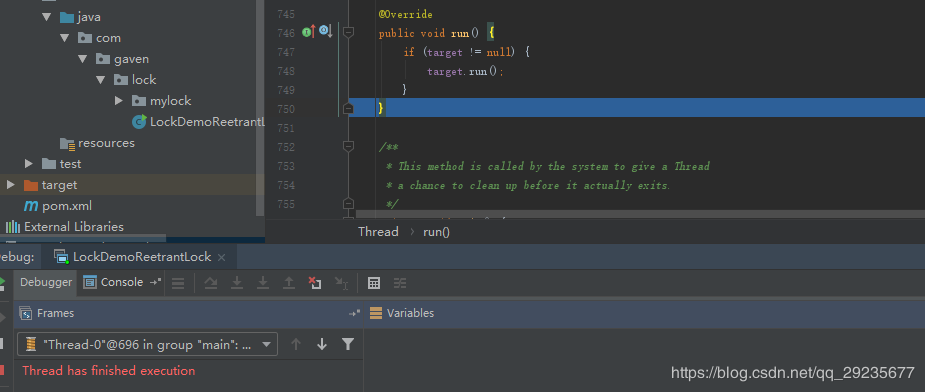 java
com
gaven
lock
mylock
LockDemoReetrantL
resources
test
target
pom.xml
External Libraries
745
746
747
748
749
750
751
752
753
754
755
@Override
public void run() {
if (target != null) {
target.run();
}
}
/**
* This method is called by the system to give a Thread
* a chance to clean up before it actually exits.
*/
Thread › run()
ebug:
LockDemoReetrantLock ×
Debugger
Console
Frames
Variables
"Thread-0"@696 in group "main": ...
Thread has finished execution
https://blog.csdn.net/qq_29235677